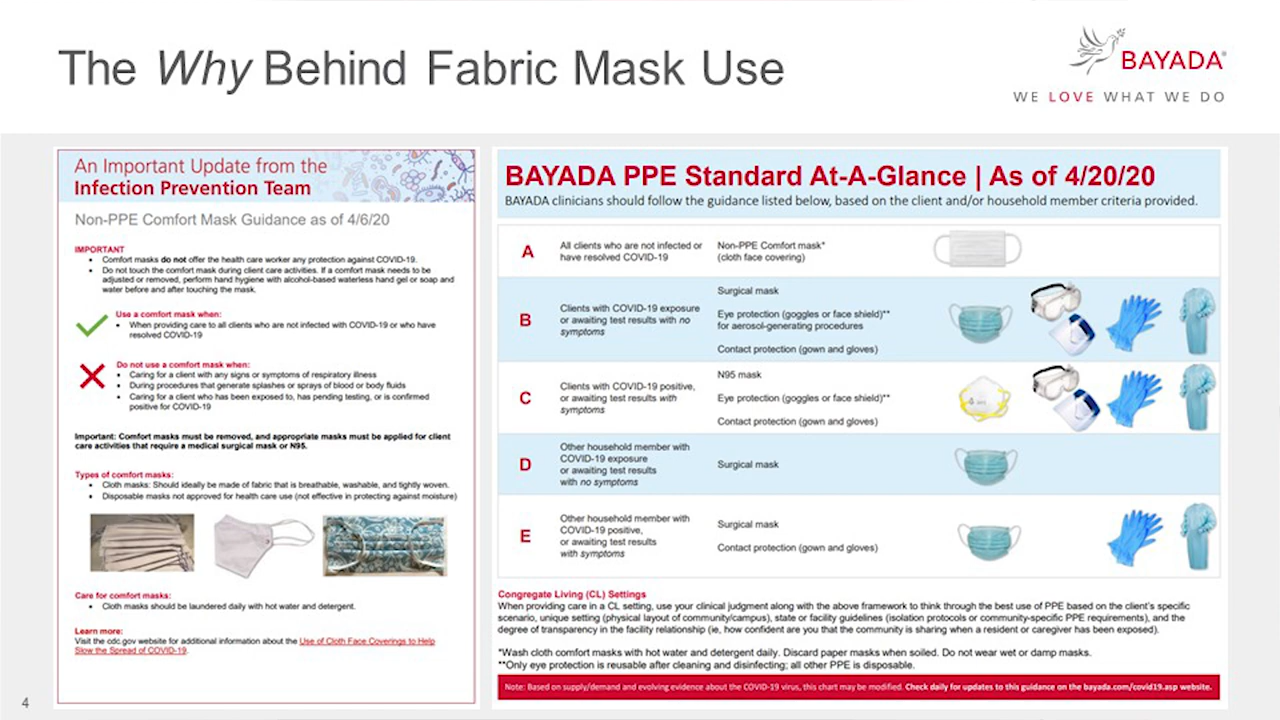 The Why Behind Fabric Mask Use
BAYADA®
WE LOVE WHAT WE DO
An Important Update from the
Infection Prevention Team
Non-PPE Comfort Mask Guidance as of 4/6/20
IMPORTANT
• Comfort masks do not offer the health care worker any protection against COVID-19.
• Do not touch the comfort mask during client care activities. If a comfort mask needs to be
adjusted or removed, perform hand hygiene with alcohol-based waterless hand gel or soap and
water before and after touching the mask.
Use a comfort mask when:
• When providing care to all clients who are not infected with COVID-19 or who have
resolved COVID-19
Do not use a comfort mask when:
• Caring for a client with any signs or symptoms of respiratory illness
• During procedures that generate splashes or sprays of blood or body fluids
• Caring for a client who has been exposed to, has pending testing, or is confirmed
positive for COVID-19
Important: Comfort masks must be removed, and appropriate masks must be applied for client
care activities that require a medical surgical mask or N95.
Types of comfort masks:
• Cloth masks: Should ideally be made of fabric that is breathable, washable, and tightly woven.
• Disposable masks not approved for health care use (not effective in protecting against moisture)
Care for comfort masks:
• Cloth masks should be laundered daily with hot water and detergent.
Learn more:
Visit the cdc.gov website for additional information about the Use of Cloth Face Coverings to Help
Slow the Spread of COVID-19.
BAYADA PPE Standard At-A-Glance | As of 4/20/20
BAYADA clinicians should follow the guidance listed below, based on the client and/or household member criteria provided.
A
All clients who are not infected or
have resolved COVID-19
Non-PPE Comfort mask*
(cloth face covering)
B
Clients with COVID-19 exposure
or awaiting test results with no
symptoms
Surgical mask
Eye protection (goggles or face shield)**
for aerosol-generating procedures
Contact protection (gown and gloves)
C
Clients with COVID-19 positive,
or awaiting test results with
symptoms
N95 mask
Eye protection (goggles or face shield)**
Contact protection (gown and gloves)
D
Other household member with
COVID-19 exposure
or awaiting test results
with no symptoms
Surgical mask
E
Other household member with
COVID-19 positive,
or awaiting test results
with symptoms
Surgical mask
Contact protection (gown and gloves)
Congregate Living (CL) Settings
When providing care in a CL setting, use your clinical judgment along with the above framework to think through the best use of PPE based on the client's specific
scenario, unique setting (physical layout of community/campus), state or facility guidelines (isolation protocols or community-specific PPE requirements), and the
degree of transparency in the facility relationship (ie, how confident are you that the community is sharing when a resident or caregiver has been exposed).
*Wash cloth comfort masks with hot water and detergent daily. Discard paper masks when soiled. Do not wear wet or damp masks.
**Only eye protection is reusable after cleaning and disinfecting; all other PPE is disposable.
Note: Based on supply/demand and evolving evidence about the COVID-19 virus, this chart may be modified. Check daily for updates to this guidance on the bayada.com/covid19.asp website.
4